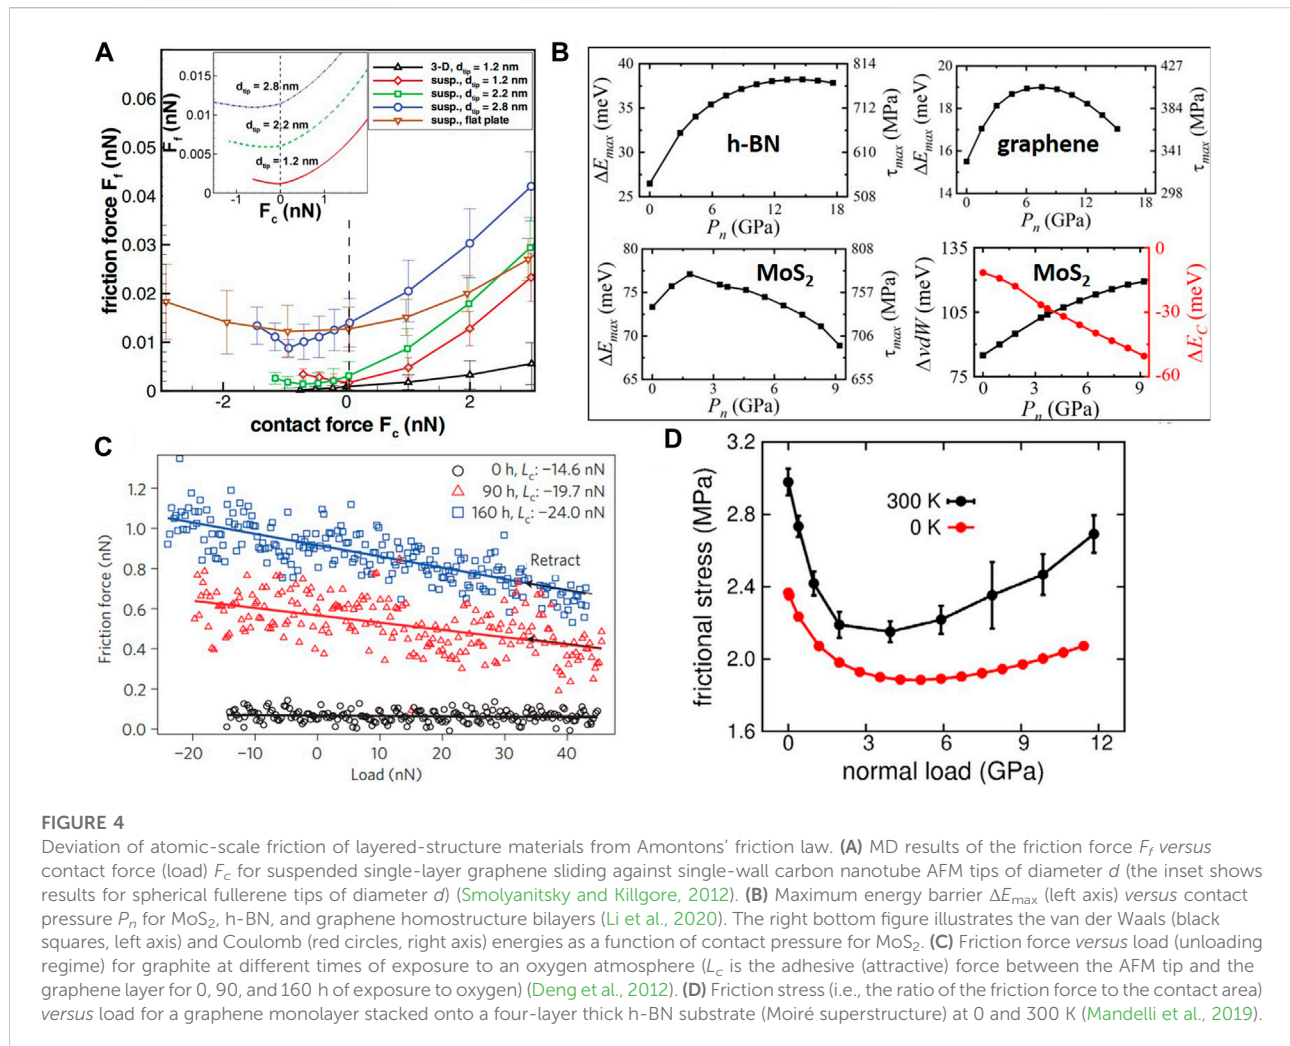 A
friction force Ff (nN)
0.06
0.05
0.04
0.03
0.02
0.01
0
-2
0
2
contact force Fc (nN)
0.015
0.01
0.005
0
Ff (nN)
dtip = 2.8 nm
dtip = 2.2 nm
dtip = 1.2 nm
-1
0
1
Fc (nN)
3-D, dtip = 1.2 nm
susp., dtip = 1.2 nm
susp., dtip = 2.2 nm
susp., dtip = 2.8 nm
susp., flat plate
B
ΔEmax (meV)
40
35
30
25
h-BN
814
712
610
508
τmax (MPa)
0
6
12
18
Pn (GPa)
ΔEmax (meV)
20
18
16
14
graphene
427
384
341
298
τmax (MPa)
0
6
12
18
Pn (GPa)
ΔEmax (meV)
80
75
70
65
MoS2
808
757
706
655
τmax (MPa)
0
3
6
9
Pn (GPa)
ΔvdW (meV)
135
105
75
MoS2
0
-30
-60
ΔEC (meV)
0
3
6
9
Pn (GPa)
C
Friction force (nN)
1.2
1.0
0.8
0.6
0.4
0.2
0.0
0 h, Lc: −14.6 nN
90 h, Lc: −19.7 nN
160 h, Lc: −24.0 nN
Retract
−20
−10
0
10
20
30
40
Load (nN)
D
frictional stress (MPa)
3.2
2.8
2.4
2.0
1.6
300 K
0 K
0
3
6
9
12
normal load (GPa)
FIGURE 4
Deviation of atomic-scale friction of layered-structure materials from Amontons’ friction law. (A) MD results of the friction force Ff versus
contact force (load) Fc for suspended single-layer graphene sliding against single-wall carbon nanotube AFM tips of diameter d (the inset shows
results for spherical fullerene tips of diameter d) (Smolyanitsky and Killgore, 2012). (B) Maximum energy barrier ΔEmax (left axis) versus contact
pressure Pn for MoS2, h-BN, and graphene homostructure bilayers (Li et al., 2020). The right bottom figure illustrates the van der Waals (black
squares, left axis) and Coulomb (red circles, right axis) energies as a function of contact pressure for MoS2. (C) Friction force versus load (unloading
regime) for graphite at different times of exposure to an oxygen atmosphere (Lc is the adhesive (attractive) force between the AFM tip and the
graphene layer for 0, 90, and 160 h of exposure to oxygen) (Deng et al., 2012). (D) Friction stress (i.e., the ratio of the friction force to the contact area)
versus load for a graphene monolayer stacked onto a four-layer thick h-BN substrate (Moiré superstructure) at 0 and 300 K (Mandelli et al., 2019).